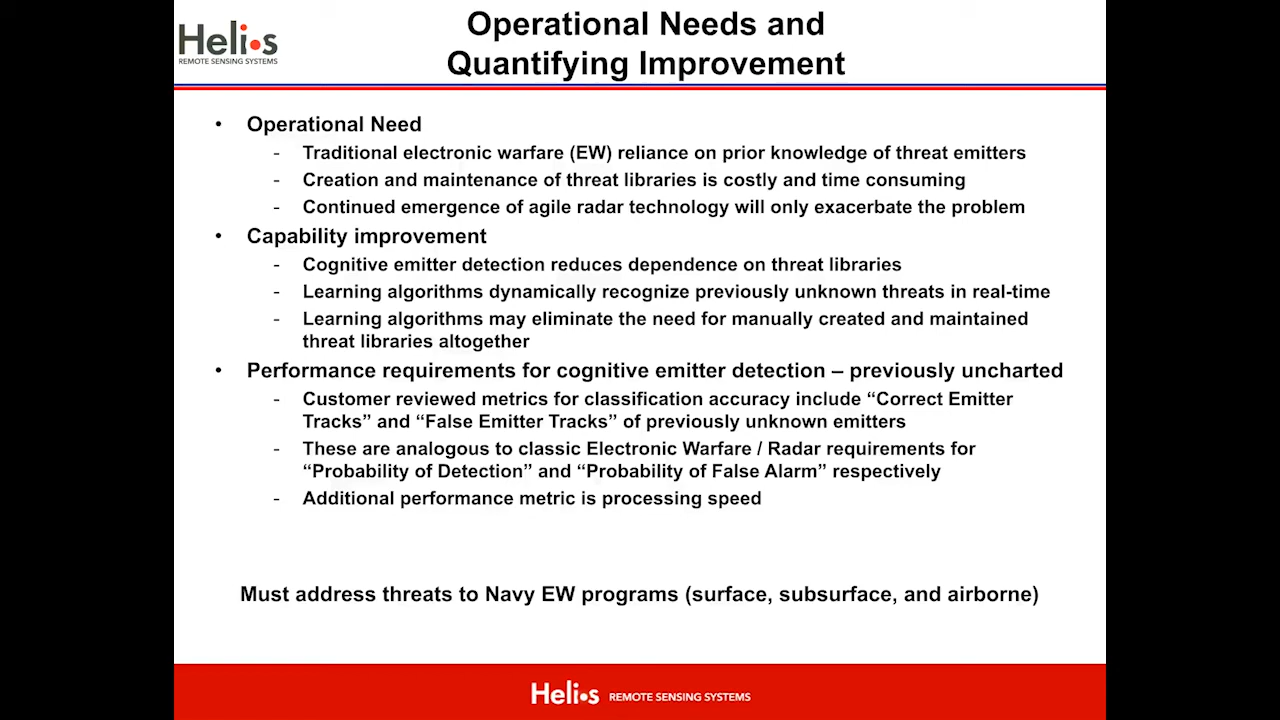 Helios
REMOTE SENSING SYSTEMS
Operational Needs and
Quantifying Improvement
• Operational Need
- Traditional electronic warfare (EW) reliance on prior knowledge of threat emitters
- Creation and maintenance of threat libraries is costly and time consuming
- Continued emergence of agile radar technology will only exacerbate the problem
• Capability improvement
- Cognitive emitter detection reduces dependence on threat libraries
- Learning algorithms dynamically recognize previously unknown threats in real-time
- Learning algorithms may eliminate the need for manually created and maintained
threat libraries altogether
• Performance requirements for cognitive emitter detection – previously uncharted
- Customer reviewed metrics for classification accuracy include “Correct Emitter
Tracks” and “False Emitter Tracks” of previously unknown emitters
- These are analogous to classic Electronic Warfare / Radar requirements for
“Probability of Detection” and “Probability of False Alarm” respectively
- Additional performance metric is processing speed
Must address threats to Navy EW programs (surface, subsurface, and airborne)
Helios REMOTE SENSING SYSTEMS